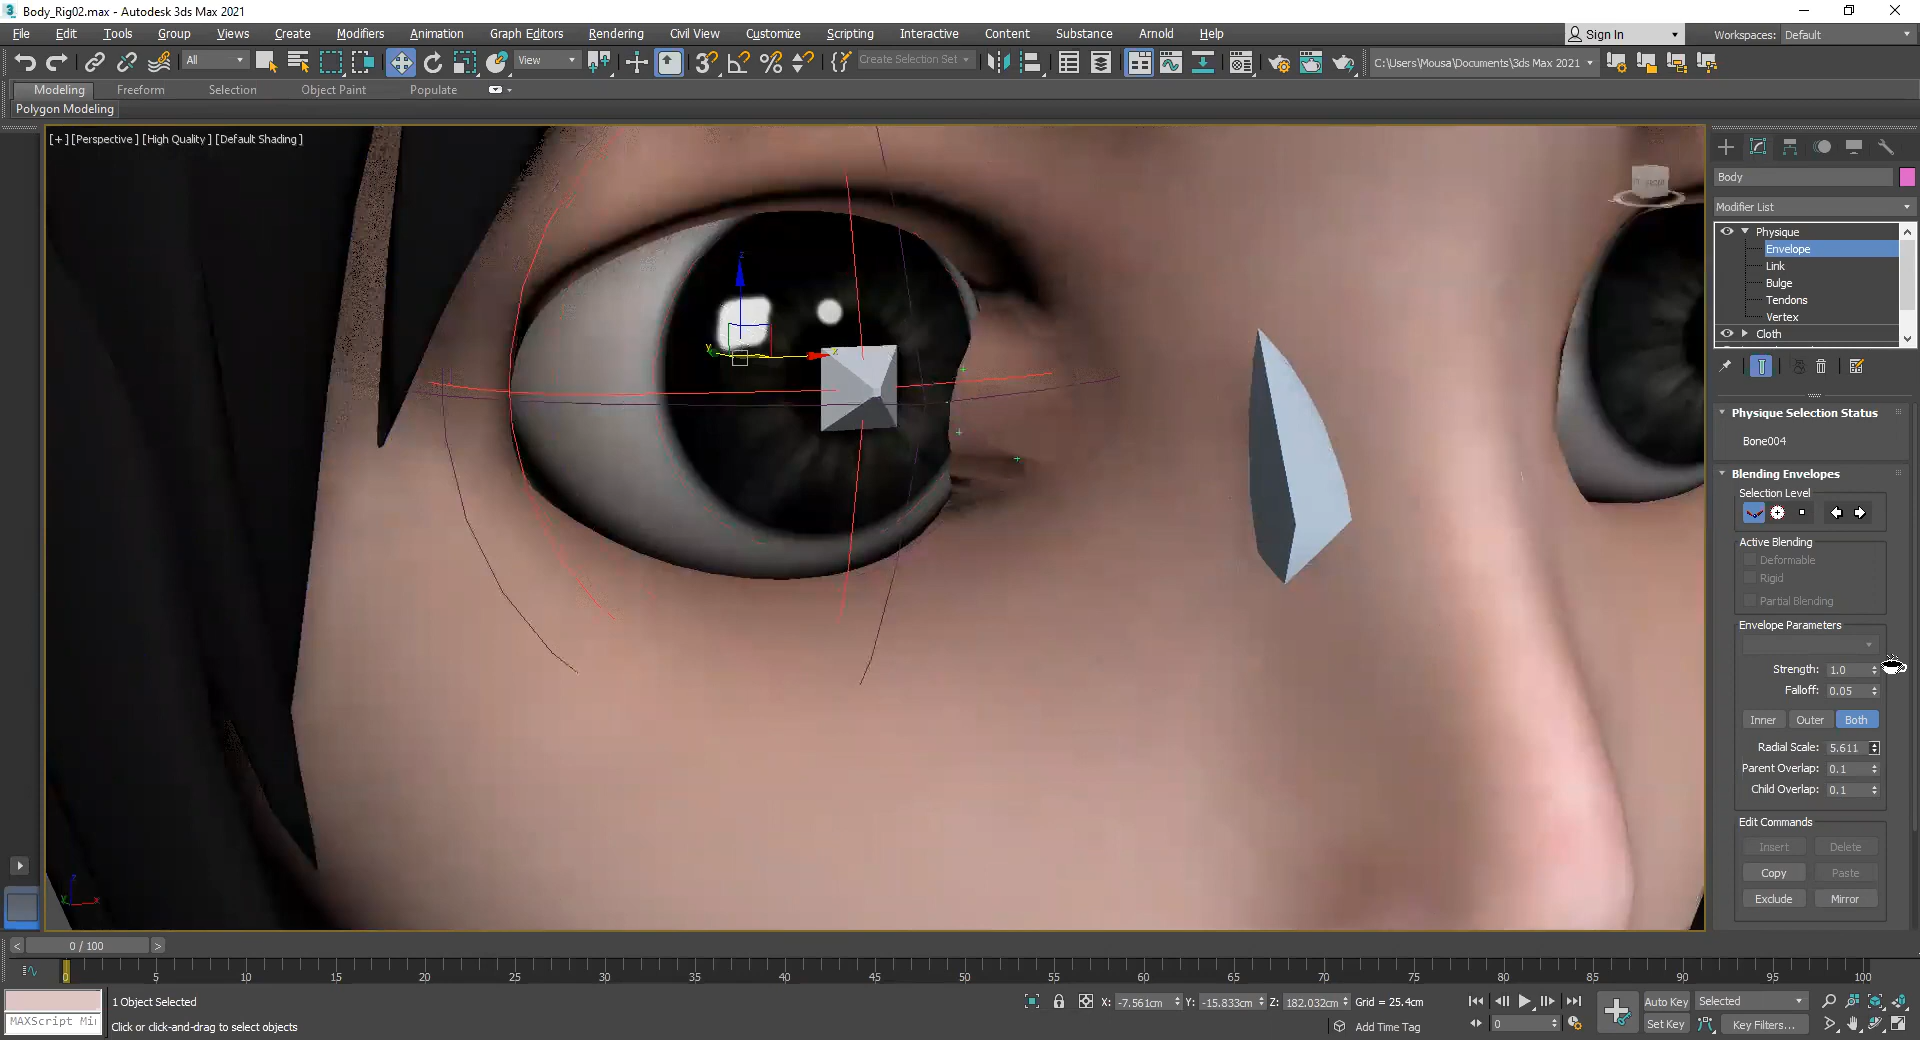 Body_Rig02.max - Autodesk 3ds Max 2021
File Edit Tools Group Views Create Modifiers Animation Graph Editors Rendering Civil View Customize Scripting Interactive Content Substance Arnold Help
Sign In
Workspaces: Default
All
View
Create Selection Set
C:\Users\Mousa\Documents\3ds Max 2021
Modeling Freeform Selection Object Paint Populate
Polygon Modeling
[+] [Perspective] [High Quality] [Default Shading]
Body
Modifier List
Physique
Envelope
Link
Bulge
Tendons
Vertex
Cloth
Physique Selection Status
Bone004
Blending Envelopes
Selection Level
Active Blending
Deformable
Rigid
Partial Blending
Envelope Parameters
Strength: 1.0
Falloff: 0.05
Inner Outer Both
Radial Scale: 5.611
Parent Overlap: 0.1
Child Overlap: 0.1
Edit Commands
Insert Delete
Copy Paste
Exclude Mirror
z
y
z
y
x
< 0 / 100 >
0 5 10 15 20 25 30 35 40 45 50 55 60 65 70 75 80 85 90 95 100
1 Object Selected
X: -7.561cm Y: -15.833cm Z: 182.032cm Grid = 25.4cm
Auto Key Selected
MAXScript Mi
Click or click-and-drag to select objects
Add Time Tag
0
Set Key Key Filters...